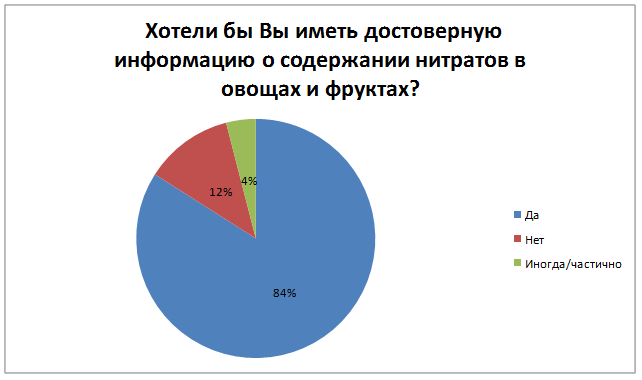 Хотели бы Вы иметь достоверную
информацию о содержании нитратов в
овощах и фруктах?
4%
12%
84%
Да
Нет
Иногда/частично